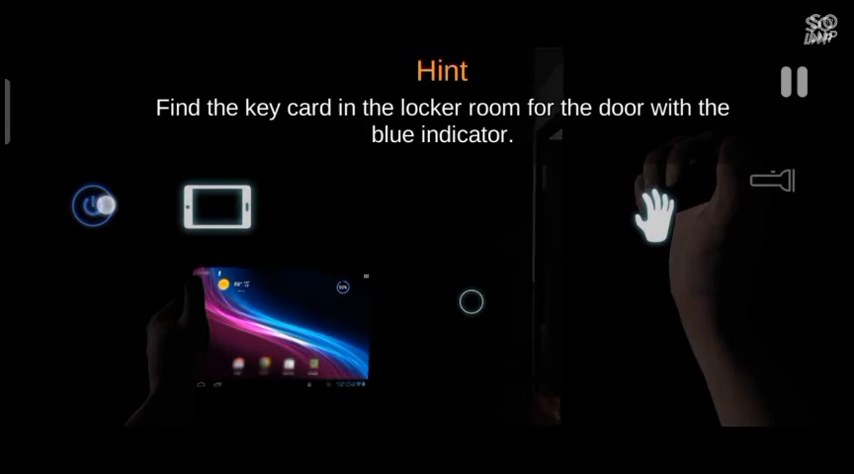 Hint
Find the key card in the locker room for the door with the
blue indicator.